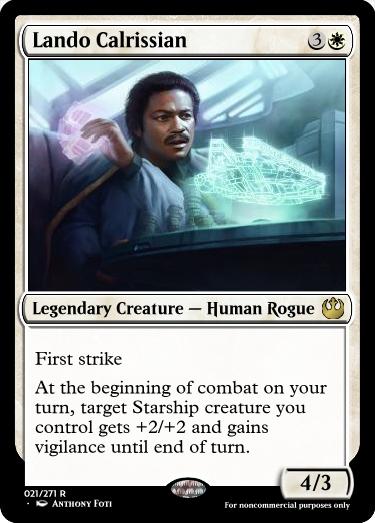 Lando Calrissian 3
Legendary Creature — Human Rogue
First strike
At the beginning of combat on your
turn, target Starship creature you
control gets +2/+2 and gains
vigilance until end of turn.
4/3
021/271 R
· Anthony Foti
For noncommercial purposes only